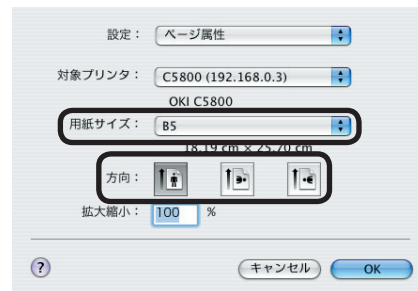 設定： ページ属性
対象プリンタ： C5800 (192.168.0.3)
OKI C5800
用紙サイズ： B5
18.19 cm × 25.70 cm
方向：
拡大縮小： 100 %
? キャンセル OK